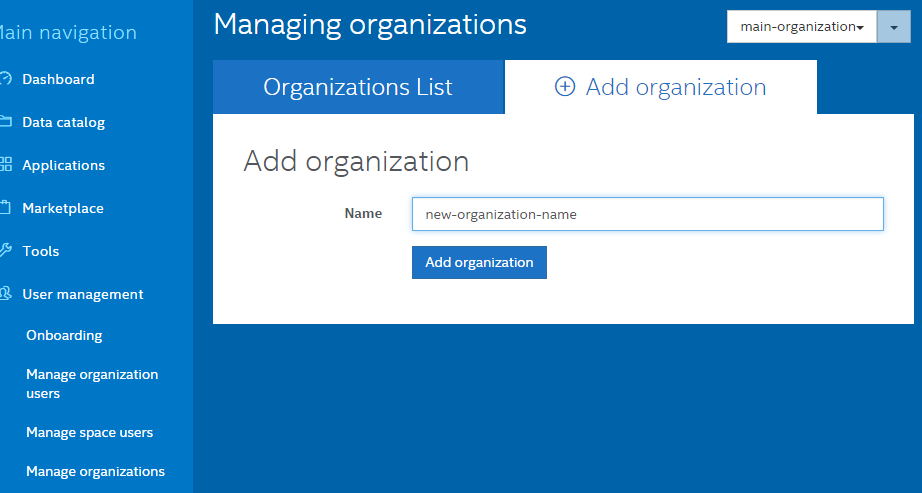 Main navigation
Dashboard
Data catalog
Applications
Marketplace
Tools
User management
Onboarding
Manage organization
users
Manage space users
Manage organizations
Managing organizations
main-organization
Organizations List
Add organization
Add organization
Name
new-organization-name
Add organization